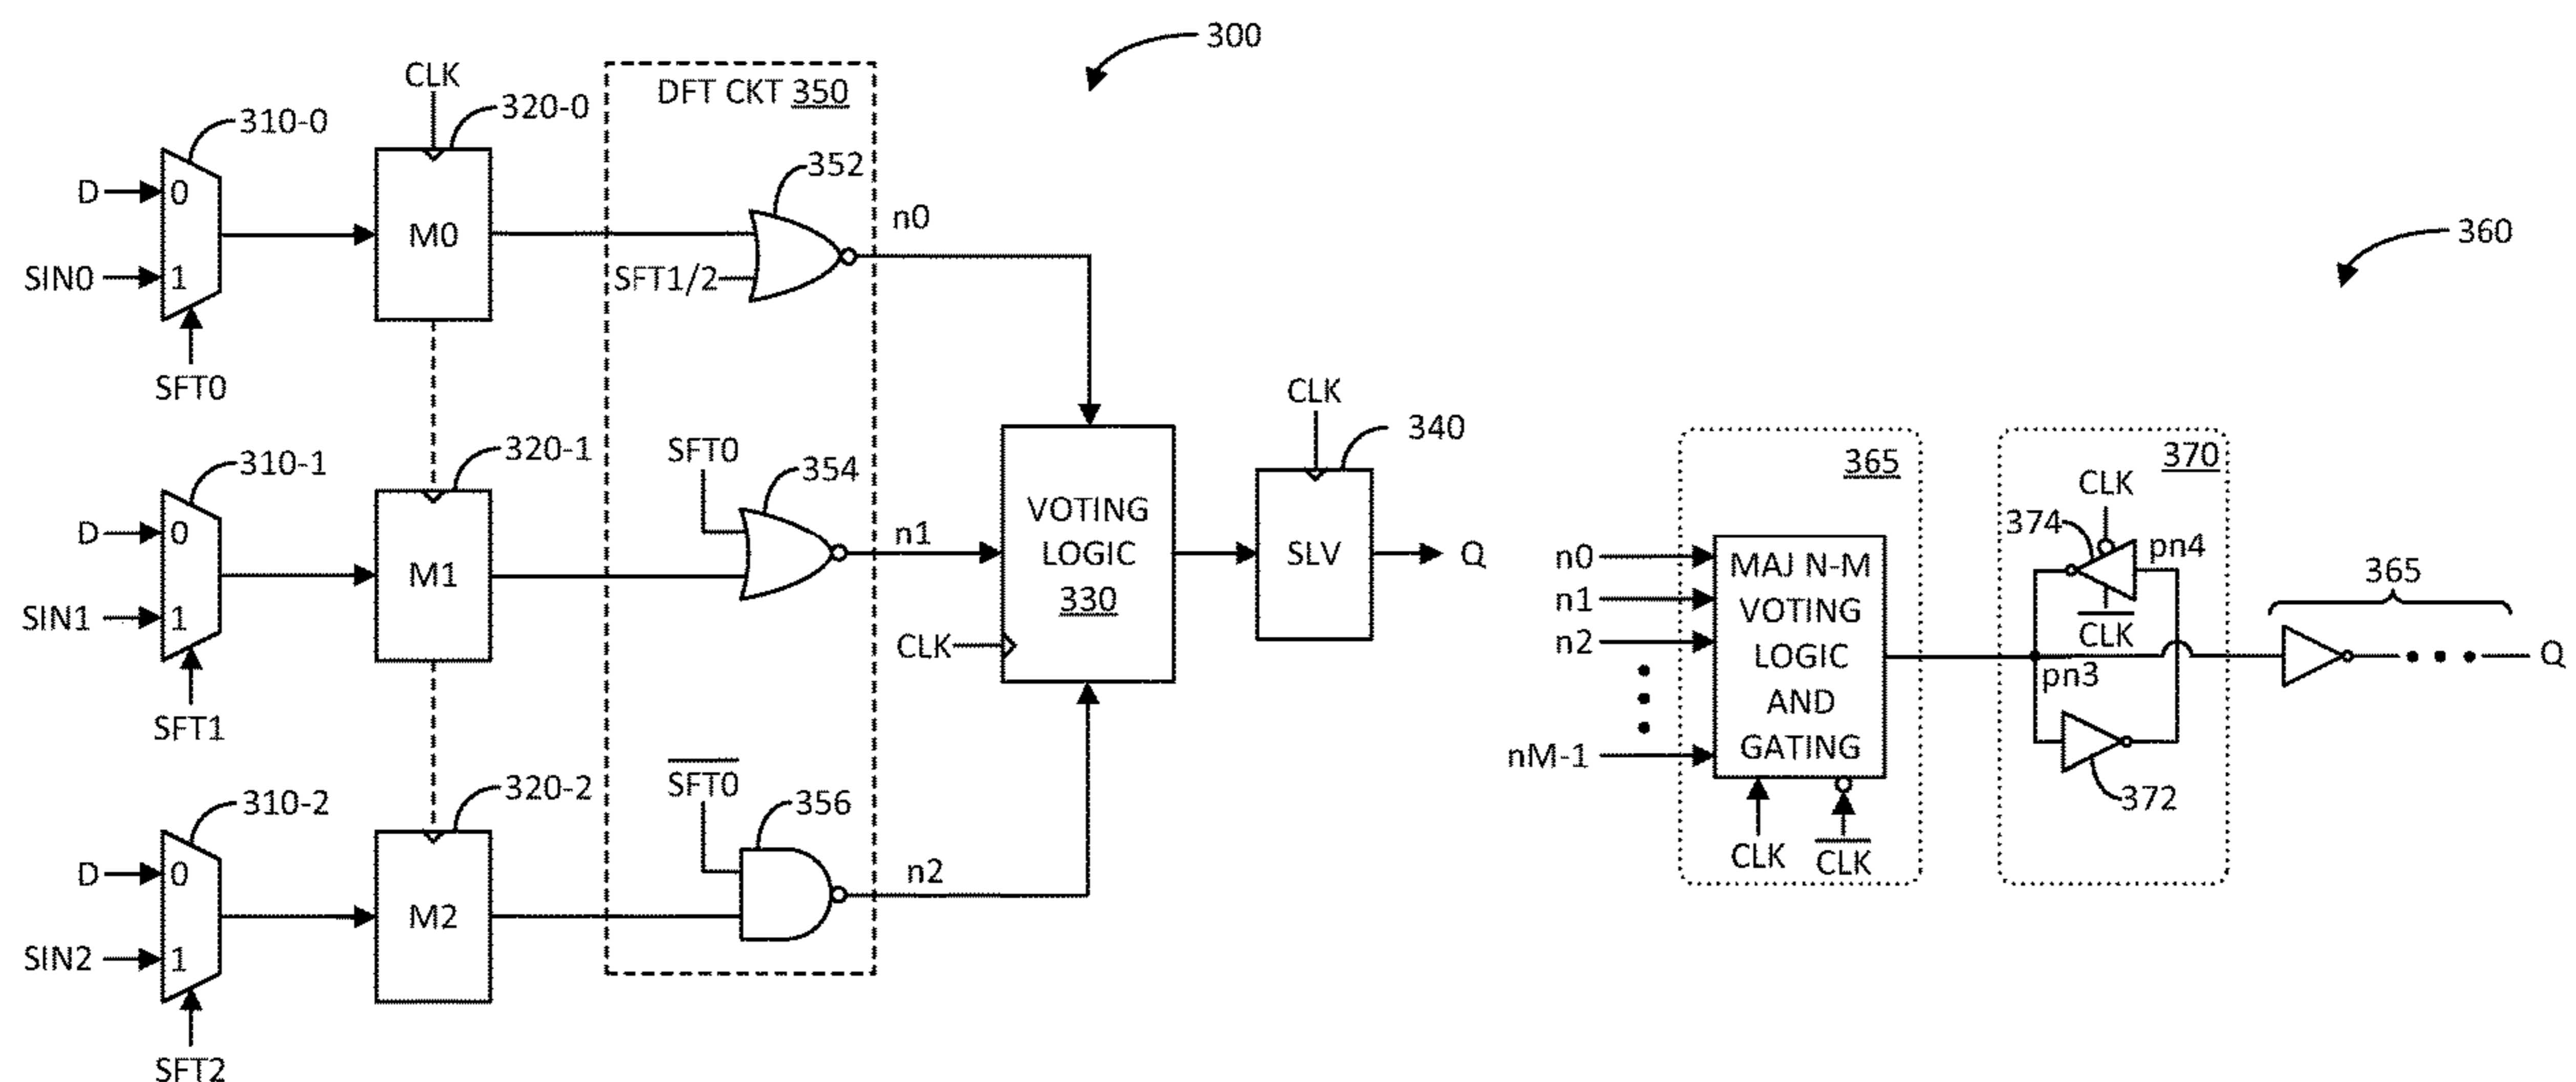 300
CLK
DFT CKT 350
310-0
320-0
352
D
0
M0
n0
SIN0
1
SFT1/2
SFT0
CLK
340
310-1
320-1
SFT0
354
D
0
M1
n1
VOTING
LOGIC
330
SLV
Q
SIN1
1
CLK
SFT1
310-2
320-2
SFT0
356
D
0
M2
n2
SIN2
1
SFT2
360
365
370
CLK
374
pn4
n0
n1
n2
nM-1
MAJ N-M
VOTING
LOGIC
AND
GATING
CLK
365
pn3
Q
372
CLK
CLK